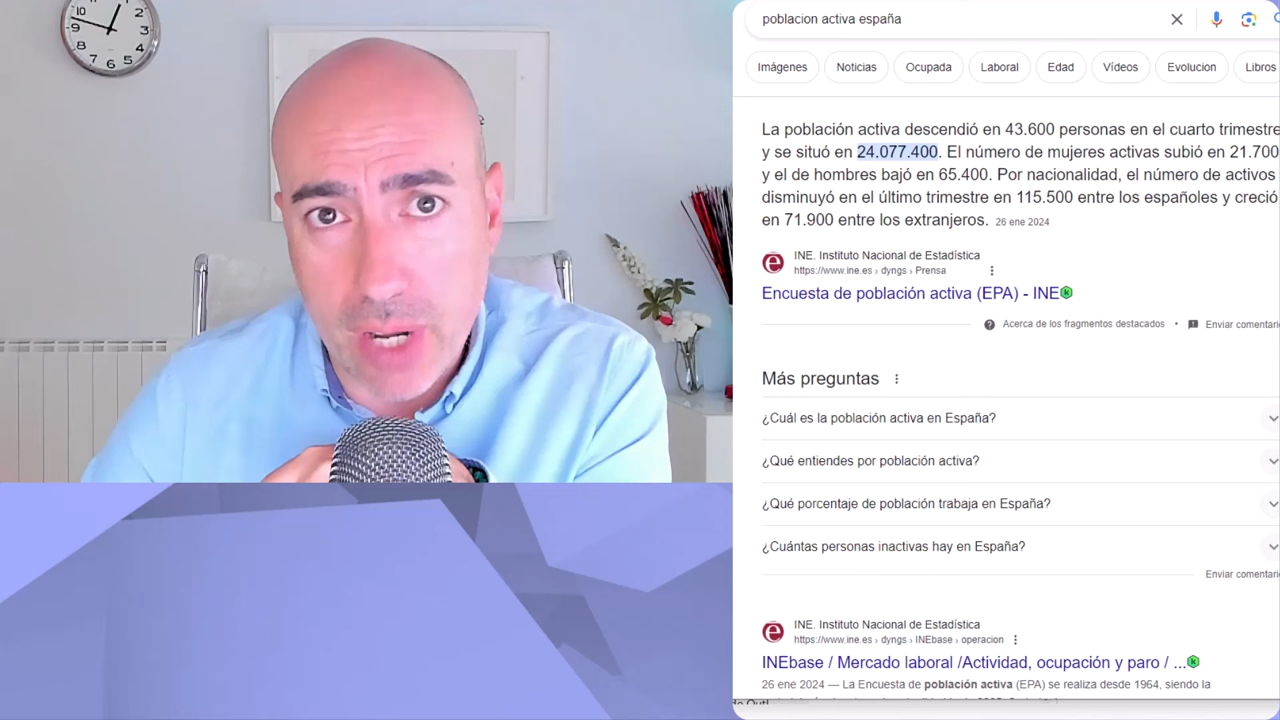 poblacion activa españa
Imágenes
Noticias
Ocupada
Laboral
Edad
Vídeos
Evolucion
Libros
La población activa descendió en 43.600 personas en el cuarto trimestre
y se situó en 24.077.400. El número de mujeres activas subió en 21.700
y el de hombres bajó en 65.400. Por nacionalidad, el número de activos
disminuyó en el último trimestre en 115.500 entre los españoles y creció
en 71.900 entre los extranjeros. 26 ene 2024
INE. Instituto Nacional de Estadística
https://www.ine.es › dyngs › Prensa
Encuesta de población activa (EPA) - INE
Acerca de los fragmentos destacados • Enviar comentari
Más preguntas
¿Cuál es la población activa en España?
¿Qué entiendes por población activa?
¿Qué porcentaje de población trabaja en España?
¿Cuántas personas inactivas hay en España?
Enviar comentari
INE. Instituto Nacional de Estadística
https://www.ine.es › dyngs › INEbase › operacion
INEbase / Mercado laboral /Actividad, ocupación y paro / ...
26 ene 2024 — La Encuesta de población activa (EPA) se realiza desde 1964, siendo la